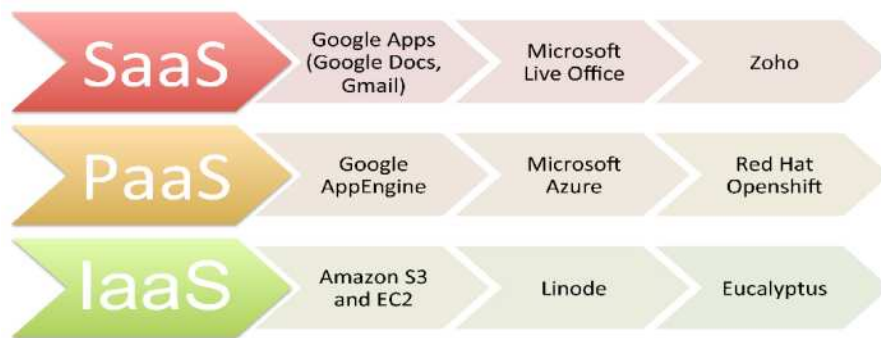 SaaS
Google Apps
(Google Docs,
Gmail)
Microsoft
Live Office
Zoho
PaaS
Google
AppEngine
Microsoft
Azure
Red Hat
Openshift
IaaS
Amazon S3
and EC2
Linode
Eucalyptus